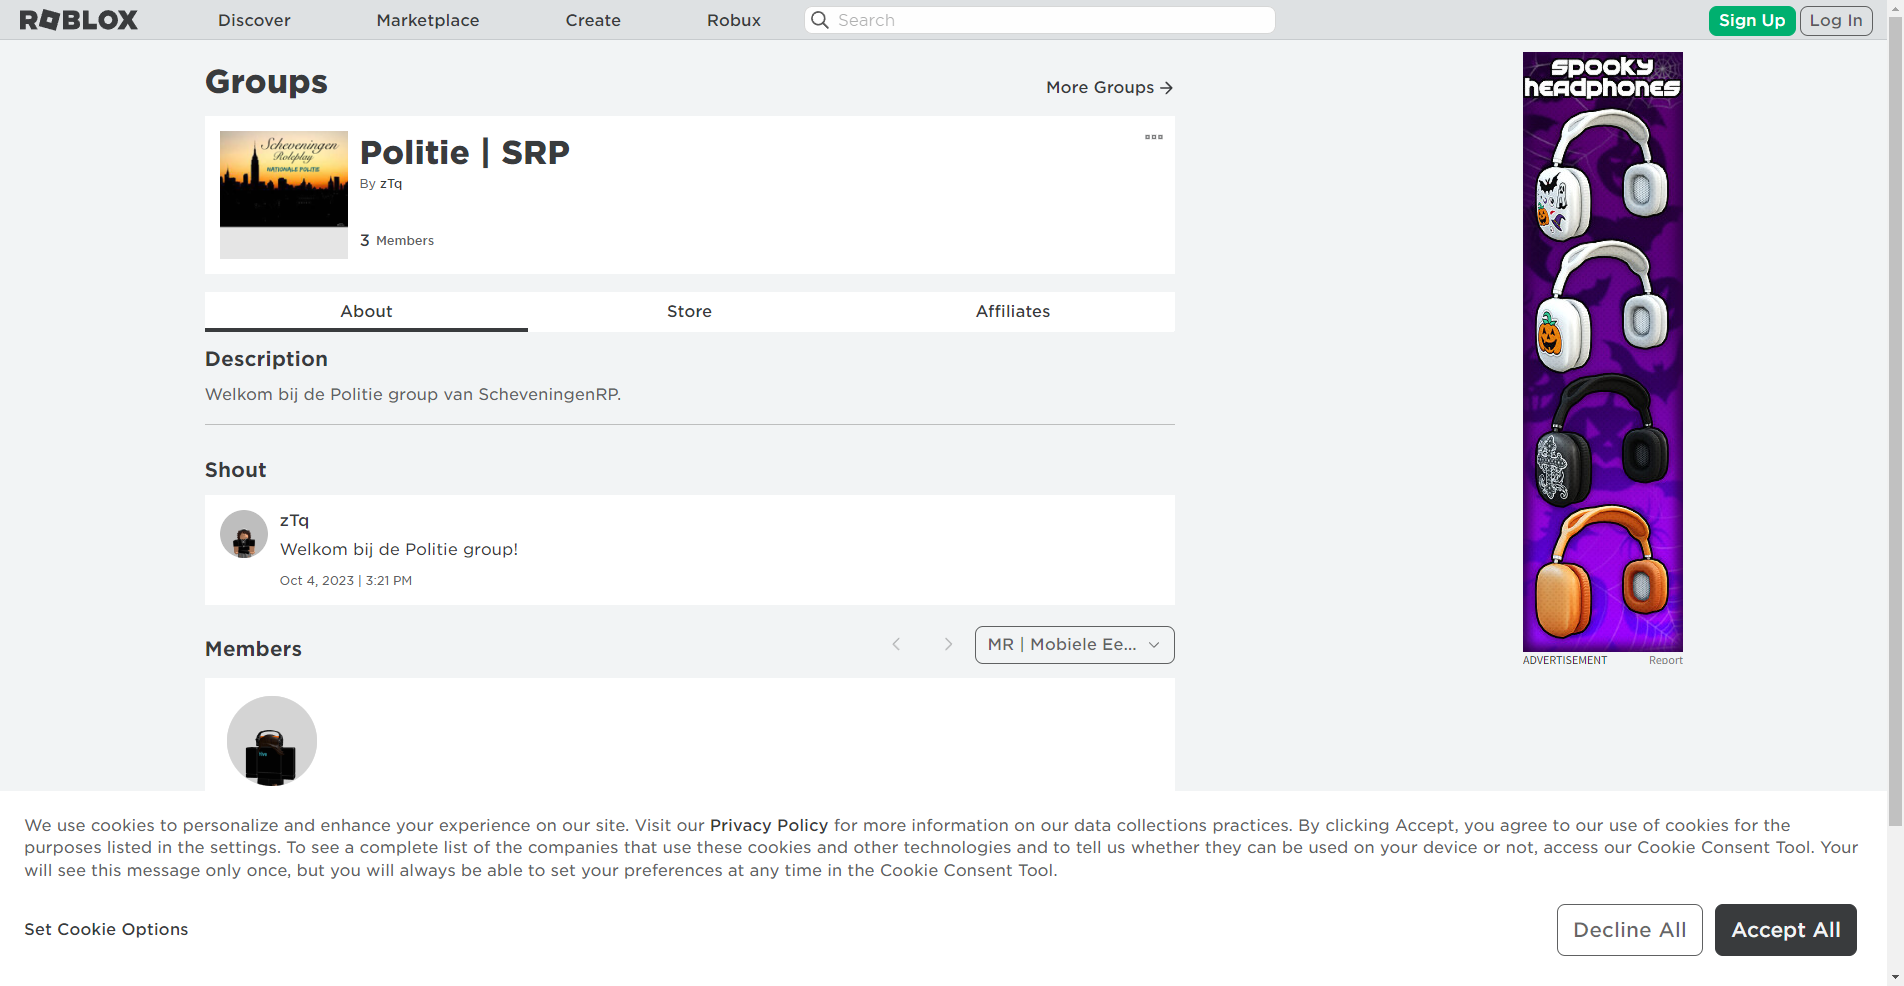 ROBLOX
Discover
Marketplace
Create
Robux
Search
Sign Up
Log In
Groups
More Groups
Scheveningen
Roleplay
NATIONALE POLITIE
Politie | SRP
By zTq
3 Members
About
Store
Affiliates
Description
Welkom bij de Politie group van ScheveningenRP.
Shout
zTq
Welkom bij de Politie group!
Oct 4, 2023 | 3:21 PM
Members
MR | Mobiele Ee...
SPOOKY
HEADPHONES
ADVERTISEMENT
Report
We use cookies to personalize and enhance your experience on our site. Visit our Privacy Policy for more information on our data collections practices. By clicking Accept, you agree to our use of cookies for the
purposes listed in the settings. To see a complete list of the companies that use these cookies and other technologies and to tell us whether they can be used on your device or not, access our Cookie Consent Tool. Your
will see this message only once, but you will always be able to set your preferences at any time in the Cookie Consent Tool.
Set Cookie Options
Decline All
Accept All